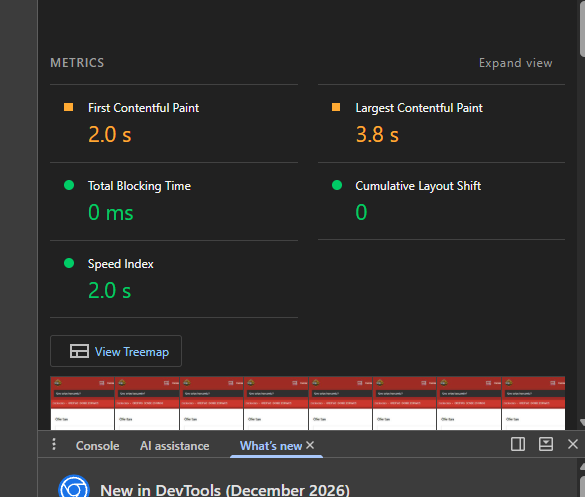 METRICS Expand view
First Contentful Paint Largest Contentful Paint
2.0 s 3.8 s
Total Blocking Time Cumulative Layout Shift
0 ms 0
Speed Index
2.0 s
View Treemap
Console AI assistance What's new
New in DevTools (December 2026)